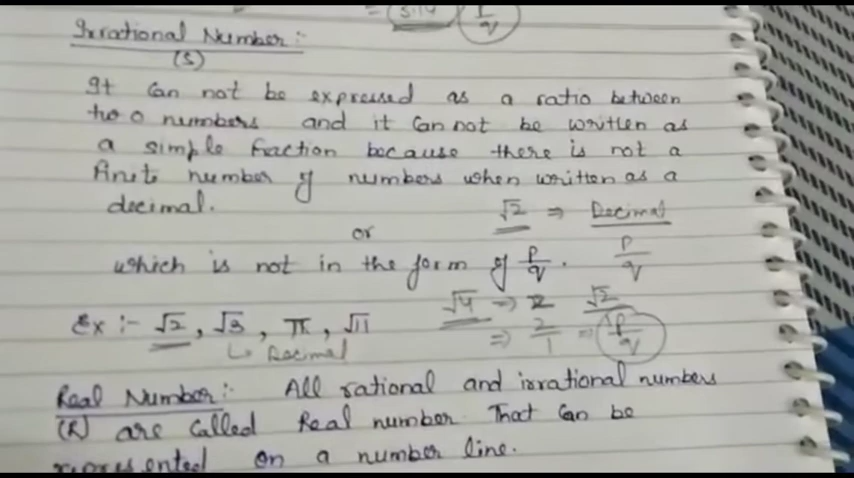 = 3.14 p/q
Irrational Number :-
(S)
It can not be expressed as a ratio between
two numbers and it can not be written as
a simple fraction because there is not a
finite number of numbers when written as a
decimal.
√2 ⇒ Decimal
or
which is not in the form of p/q. p/q
Ex :- √2, √3, π, √11
↳ Decimal
√4 ⇒ 2 √2
⇒ 2/1 ⇒ p/q
Real Number :- All rational and irrational numbers
(R) are called Real number. That can be
represented on a number line.